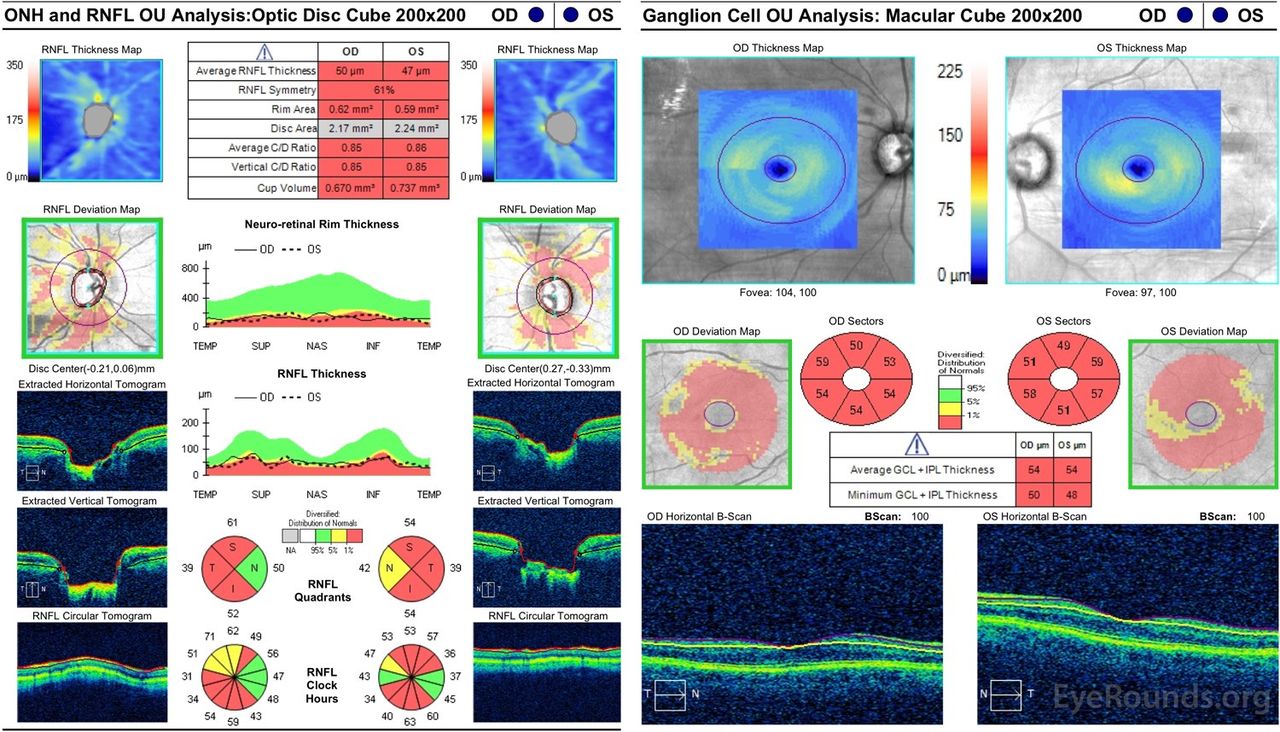 ONH and RNFL OU Analysis:Optic Disc Cube 200x200 OD OS
RNFL Thickness Map
350
175
0 µm
OD OS
Average RNFL Thickness 50 µm 47 µm
RNFL Symmetry 61%
Rim Area 0.62 mm² 0.59 mm²
Disc Area 2.17 mm² 2.24 mm²
Average C/D Ratio 0.85 0.86
Vertical C/D Ratio 0.85 0.85
Cup Volume 0.670 mm³ 0.737 mm³
RNFL Thickness Map
350
175
0 µm
RNFL Deviation Map
Disc Center(-0.21,0.06)mm
Neuro-retinal Rim Thickness
µm OD OS
800
400
0
TEMP SUP NAS INF TEMP
RNFL Deviation Map
Disc Center(0.27,-0.33)mm
Extracted Horizontal Tomogram
T N
RNFL Thickness
µm OD OS
200
100
0
TEMP SUP NAS INF TEMP
Extracted Horizontal Tomogram
T N
Extracted Vertical Tomogram
I S
Diversified:
Distribution of Normals
NA 95% 5% 1%
61
39 S T N I 50
52
RNFL
Quadrants
54
42 S N T I 39
54
Extracted Vertical Tomogram
I S
RNFL Circular Tomogram
62
71 49
51 56
31 47
34 48
54 43
59
RNFL
Clock
Hours
53
53 57
47 36
43 37
34 45
40 60
63
RNFL Circular Tomogram
Ganglion Cell OU Analysis: Macular Cube 200x200 OD OS
OD Thickness Map
Fovea: 104, 100
225
150
75
0 µm
OS Thickness Map
Fovea: 97, 100
OD Deviation Map
OD Sectors
50
59 53
54 54
54
Diversified:
Distribution
of Normals
95%
5%
1%
OS Sectors
49
51 59
58 57
51
OS Deviation Map
OD µm OS µm
Average GCL + IPL Thickness 54 54
Minimum GCL + IPL Thickness 50 48
OD Horizontal B-Scan BScan: 100
T N
OS Horizontal B-Scan BScan: 100
N T
EyeRounds.org